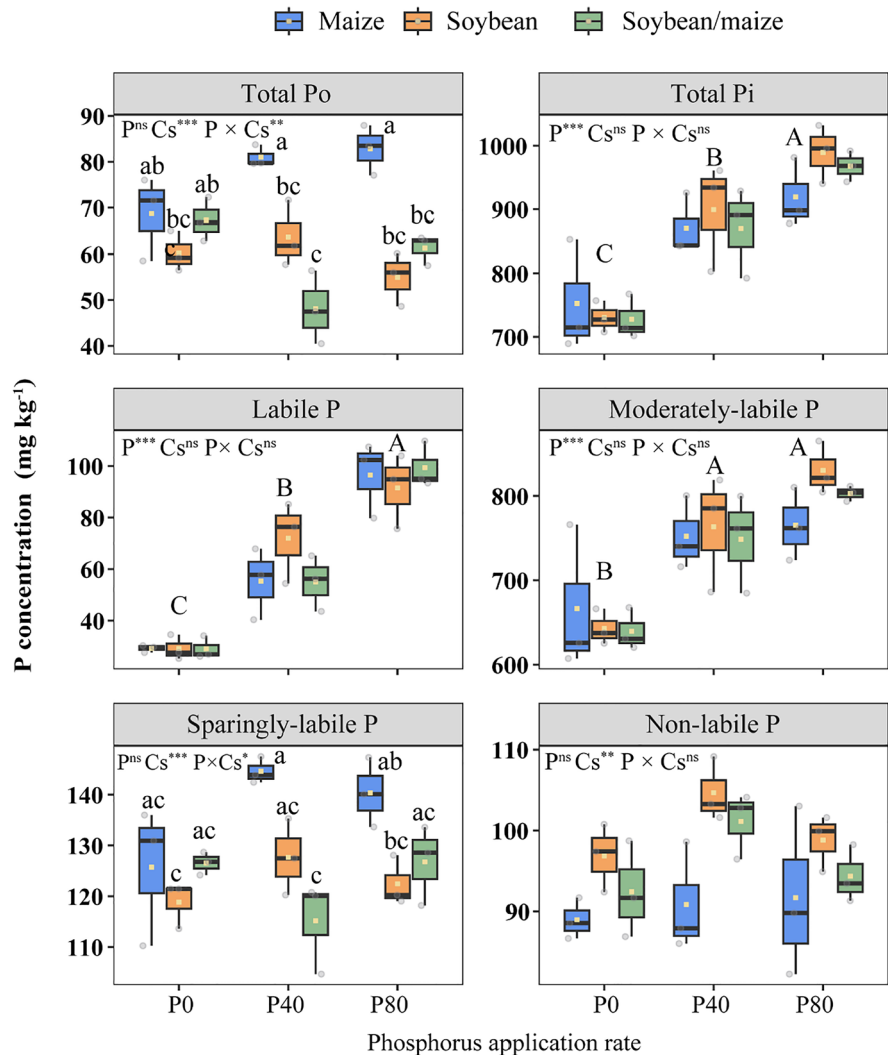 Maize Soybean Soybean/maize
Total Po
Pⁿˢ Cs*** P × Cs**
90
80
70
60
50
40
ab
bc
c
ab
a
bc
c
a
bc
bc
Total Pi
P*** Csⁿˢ P × Csⁿˢ
1000
900
800
700
C
B
A
P concentration (mg kg⁻¹)
Labile P
P*** Csⁿˢ P× Csⁿˢ
100
80
60
40
C
B
A
Moderately-labile P
P*** Csⁿˢ P × Csⁿˢ
800
700
600
B
A
A
Sparingly-labile P
Pⁿˢ Cs*** P×Cs*
140
130
120
110
ac
c
ac
a
ac
c
ab
bc
ac
P0 P40 P80
Non-labile P
Pⁿˢ Cs** P × Csⁿˢ
110
100
90
P0 P40 P80
Phosphorus application rate